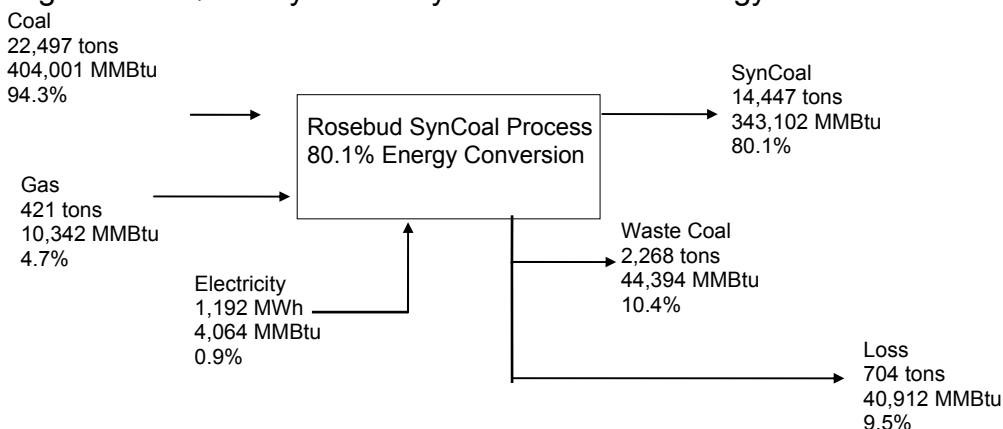 Coal
22,497 tons
404,001 MMBtu
94.3%
SynCoal
14,447 tons
343,102 MMBtu
80.1%
Rosebud SynCoal Process
80.1% Energy Conversion
Gas
421 tons
10,342 MMBtu
4.7%
Electricity
1,192 MWh
4,064 MMBtu
0.9%
Waste Coal
2,268 tons
44,394 MMBtu
10.4%
Loss
704 tons
40,912 MMBtu
9.5%